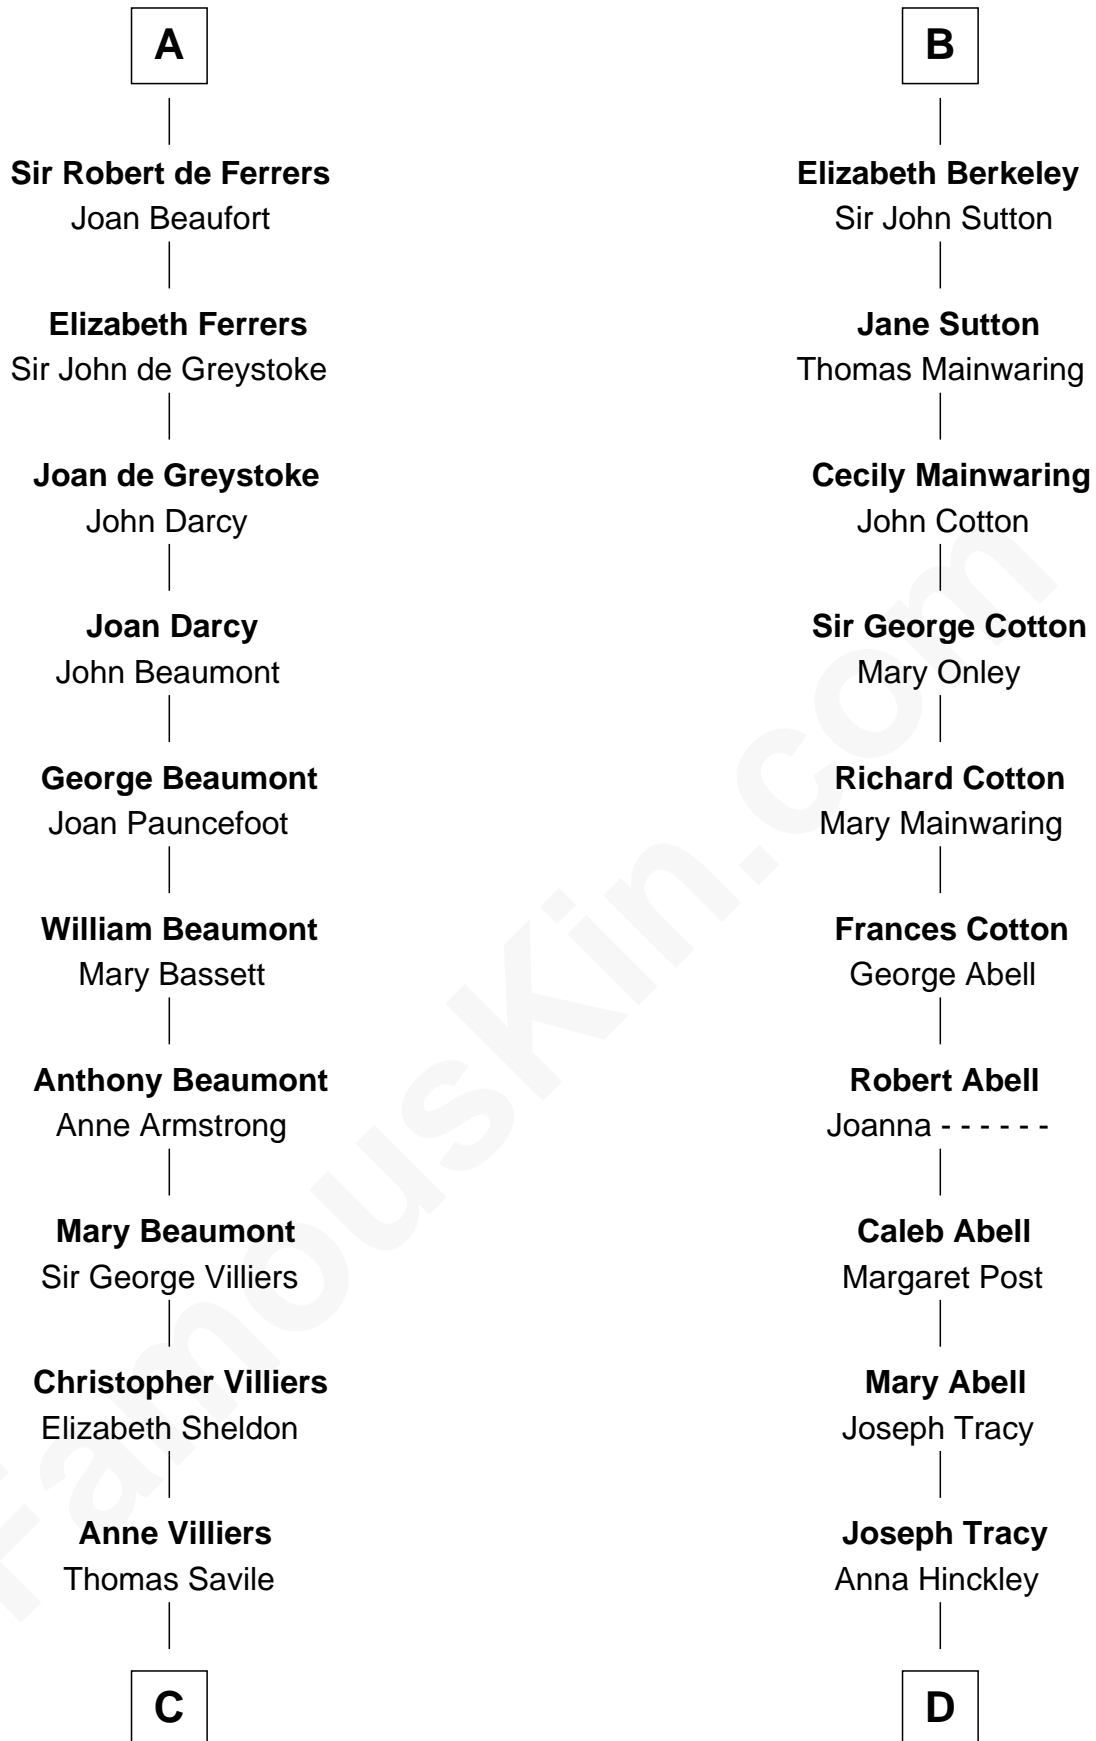 A
Sir Robert de Ferrers
Joan Beaufort
Elizabeth Ferrers
Sir John de Greystoke
Joan de Greystoke
John Darcy
Joan Darcy
John Beaumont
George Beaumont
Joan Pauncefoot
William Beaumont
Mary Bassett
Anthony Beaumont
Anne Armstrong
Mary Beaumont
Sir George Villiers
Christopher Villiers
Elizabeth Sheldon
Anne Villiers
Thomas Savile
C
B
Elizabeth Berkeley
Sir John Sutton
Jane Sutton
Thomas Mainwaring
Cecily Mainwaring
John Cotton
Sir George Cotton
Mary Onley
Richard Cotton
Mary Mainwaring
Frances Cotton
George Abell
Robert Abell
Joanna - - - - - -
Caleb Abell
Margaret Post
Mary Abell
Joseph Tracy
Joseph Tracy
Anna Hinckley
D
FamousKin.com